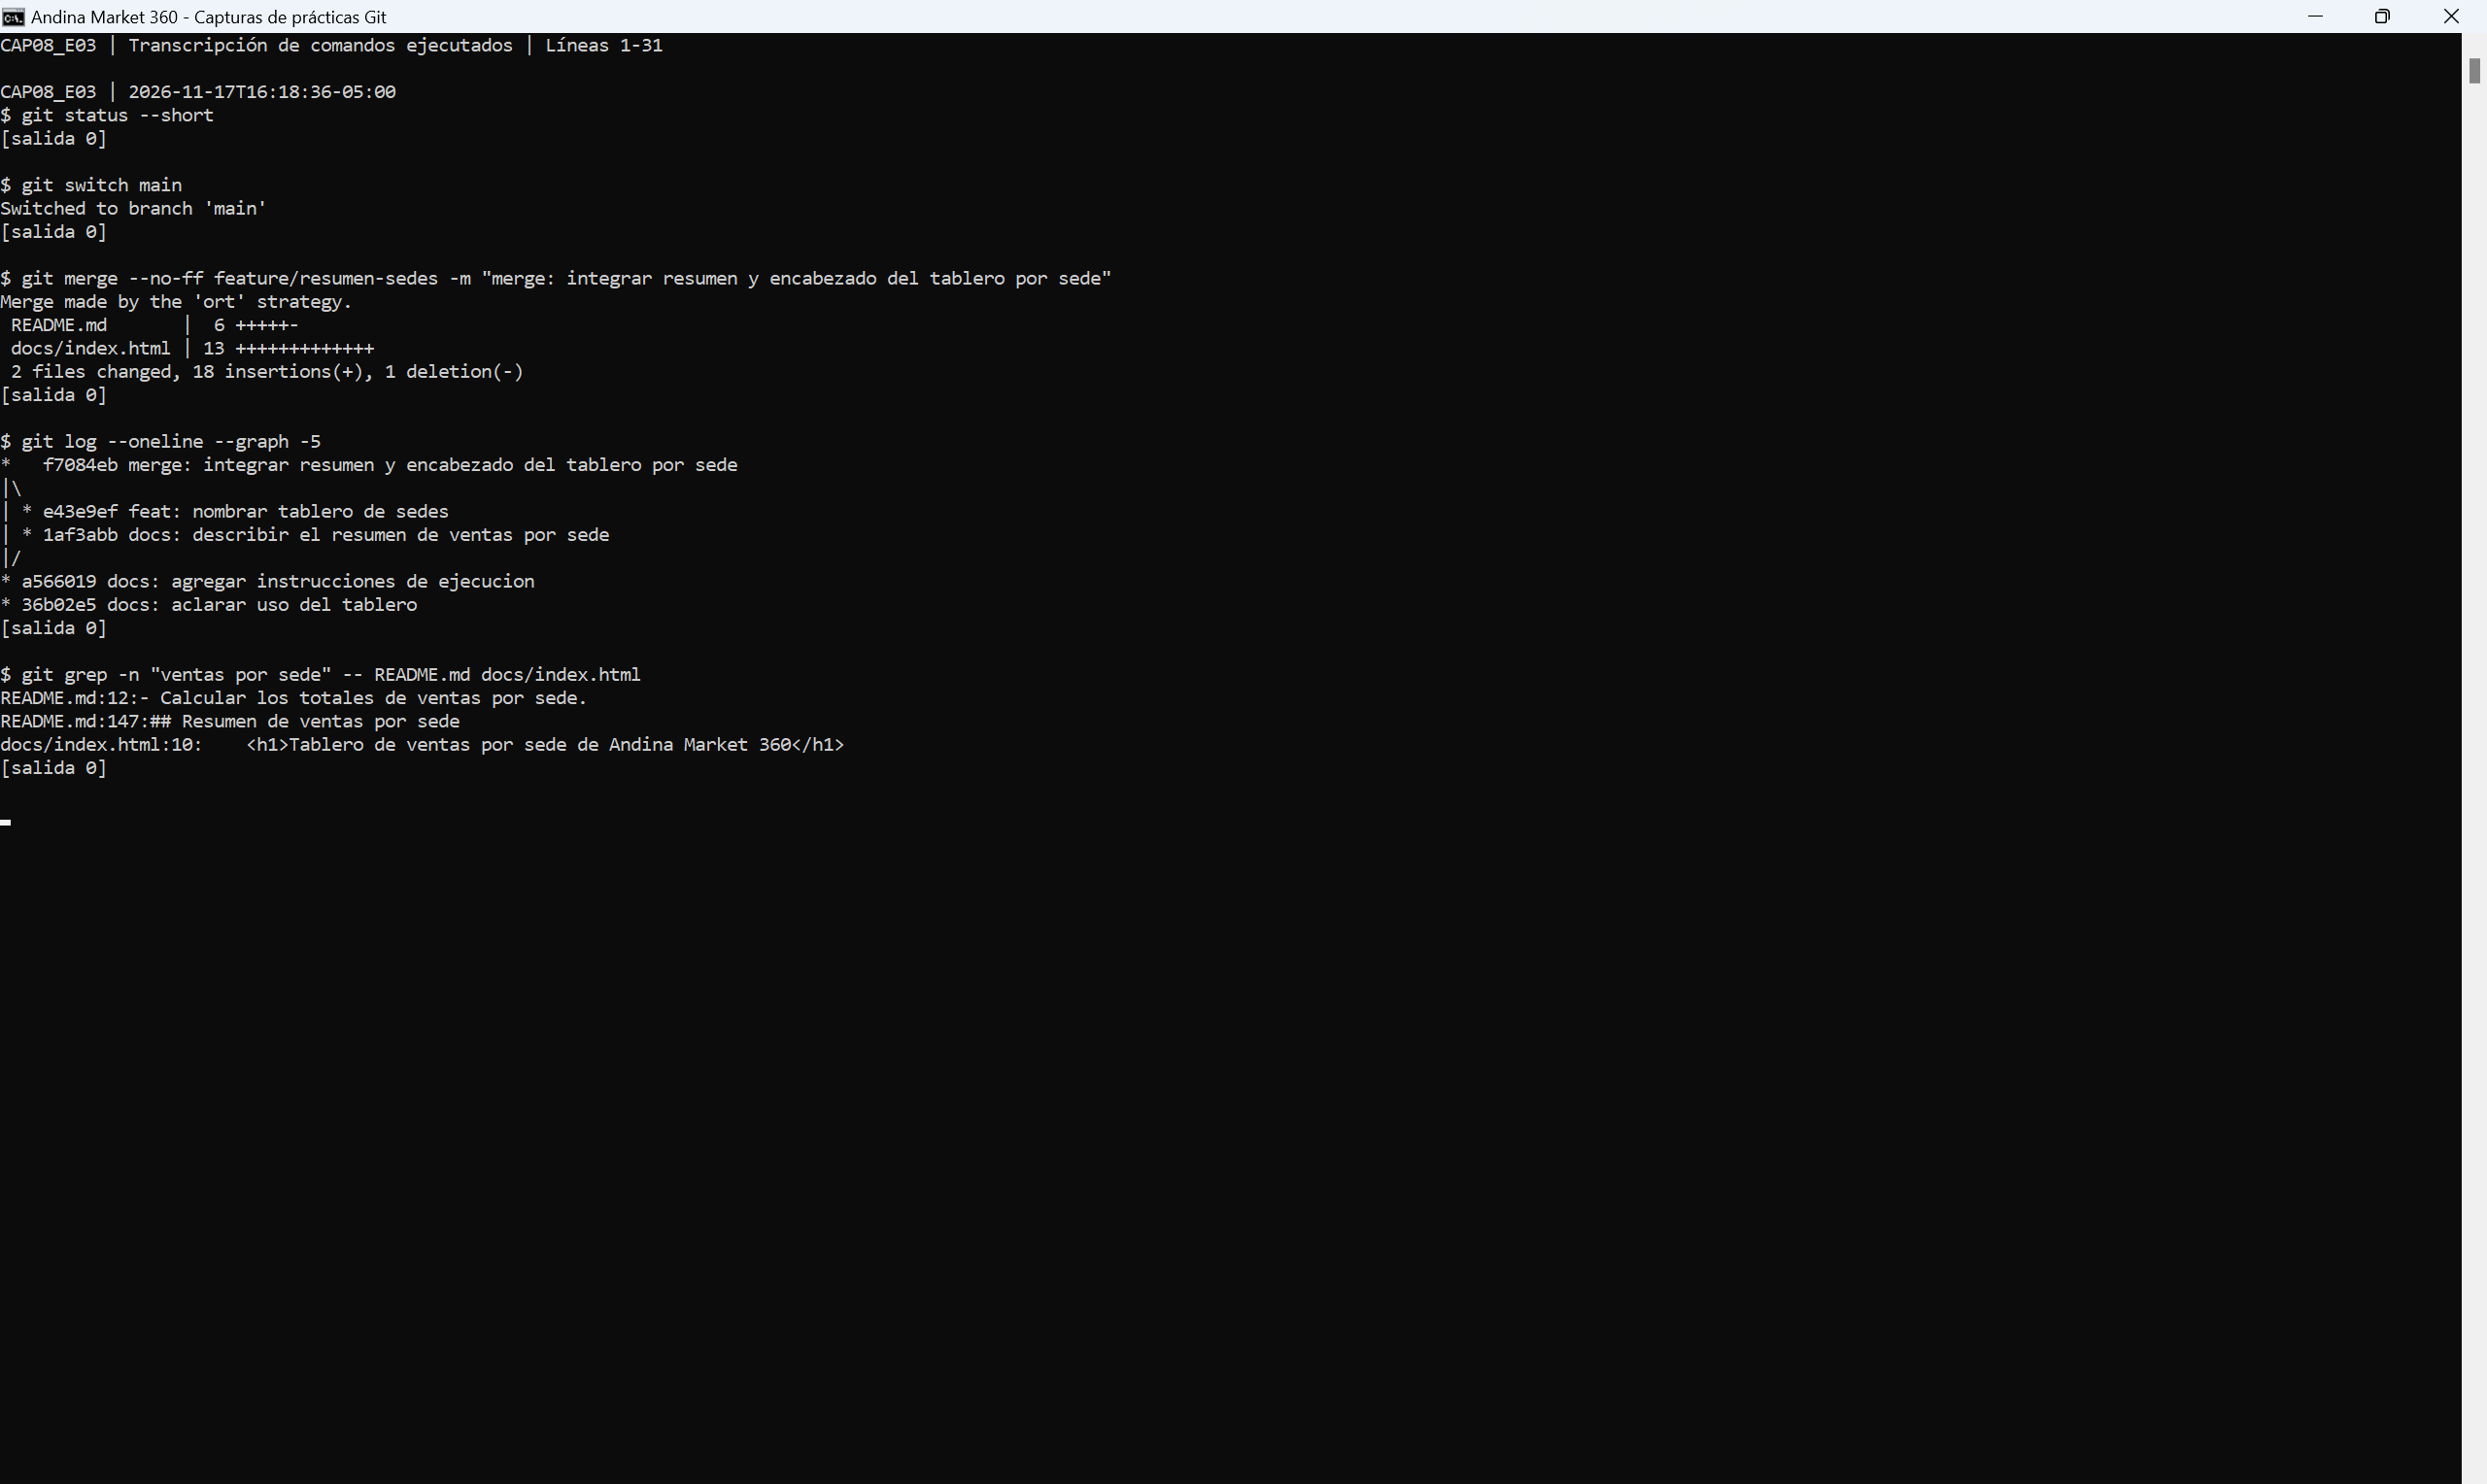 Andina Market 360 - Capturas de prácticas Git
CAP08_E03 | Transcripción de comandos ejecutados | Líneas 1-31
CAP08_E03 | 2026-11-17T16:18:36-05:00
$ git status --short
[salida 0]
$ git switch main
Switched to branch 'main'
[salida 0]
$ git merge --no-ff feature/resumen-sedes -m "merge: integrar resumen y encabezado del tablero por sede"
Merge made by the 'ort' strategy.
 README.md       |  6 +++++-
 docs/index.html | 13 +++++++++++++
 2 files changed, 18 insertions(+), 1 deletion(-)
[salida 0]
$ git log --oneline --graph -5
*   f7084eb merge: integrar resumen y encabezado del tablero por sede
|\
| * e43e9ef feat: nombrar tablero de sedes
| * 1af3abb docs: describir el resumen de ventas por sede
|/
* a566019 docs: agregar instrucciones de ejecucion
* 36b02e5 docs: aclarar uso del tablero
[salida 0]
$ git grep -n "ventas por sede" -- README.md docs/index.html
README.md:12:- Calcular los totales de ventas por sede.
README.md:147:## Resumen de ventas por sede
docs/index.html:10:    <h1>Tablero de ventas por sede de Andina Market 360</h1>
[salida 0]